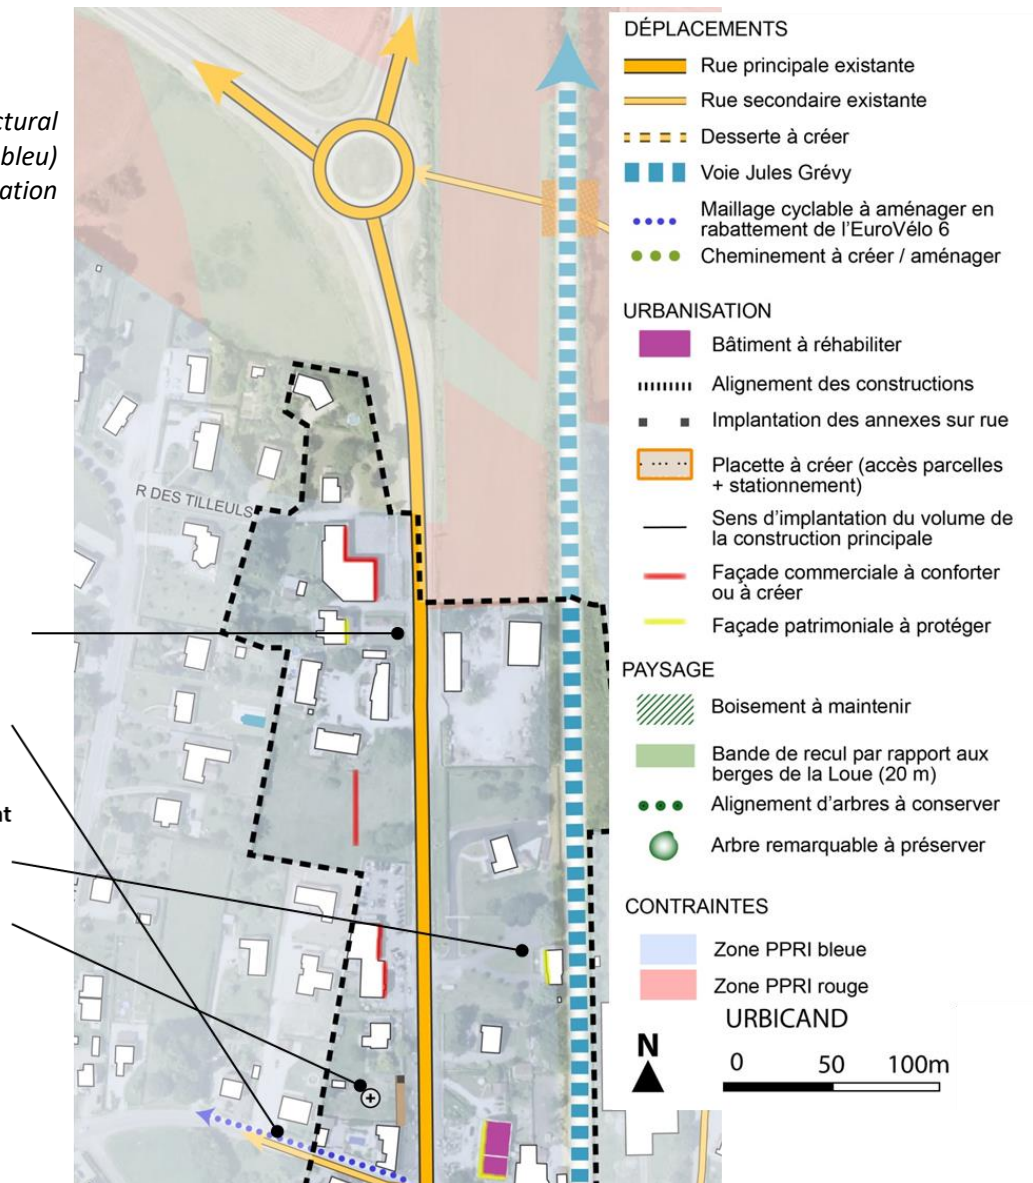 ctural
bleu)
ation
R DES TILLEULS
nt
DÉPLACEMENTS
Rue principale existante
Rue secondaire existante
Desserte à créer
Voie Jules Grévy
Maillage cyclable à aménager en
rabattement de l'EuroVélo 6
Cheminement à créer / aménager
URBANISATION
Bâtiment à réhabiliter
Alignement des constructions
Implantation des annexes sur rue
Placette à créer (accès parcelles
+ stationnement)
Sens d'implantation du volume de
la construction principale
Façade commerciale à conforter
ou à créer
Façade patrimoniale à protéger
PAYSAGE
Boisement à maintenir
Bande de recul par rapport aux
berges de la Loue (20 m)
Alignement d'arbres à conserver
Arbre remarquable à préserver
CONTRAINTES
Zone PPRI bleue
Zone PPRI rouge
URBICAND
N
0 50 100m